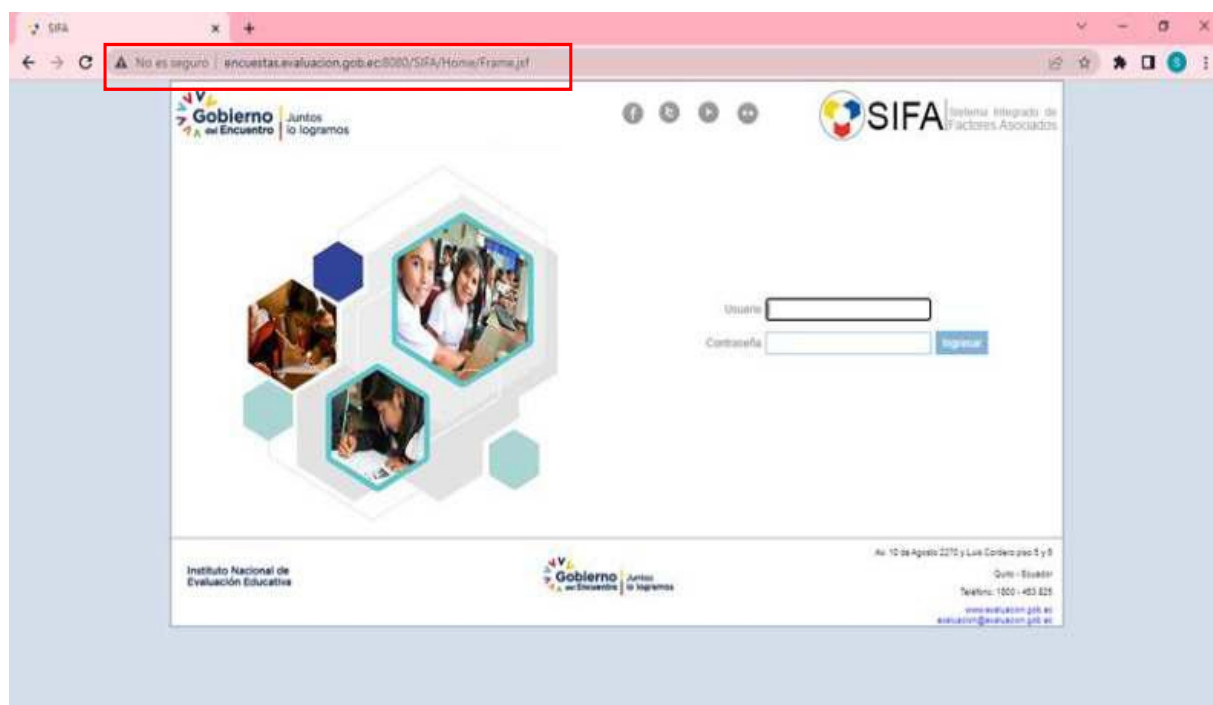 SIFA
No es seguro | encuestas.evaluacion.gob.ec:8080/SIFA/Home/Frame.jsf
Gobierno
del Encuentro
Juntos
lo logramos
SIFA
Sistema Integrado de
Factores Asociados
Usuario
Contraseña
Ingresar
Instituto Nacional de
Evaluación Educativa
Gobierno
del Encuentro
Juntos
lo logramos
Av. 10 de Agosto 2270 y Luis Cordero piso 5 y 6
Quito - Ecuador
Teléfono: 1800 - 453 825
www.evaluacion.gob.ec
evaluacion@evaluacion.gob.ec